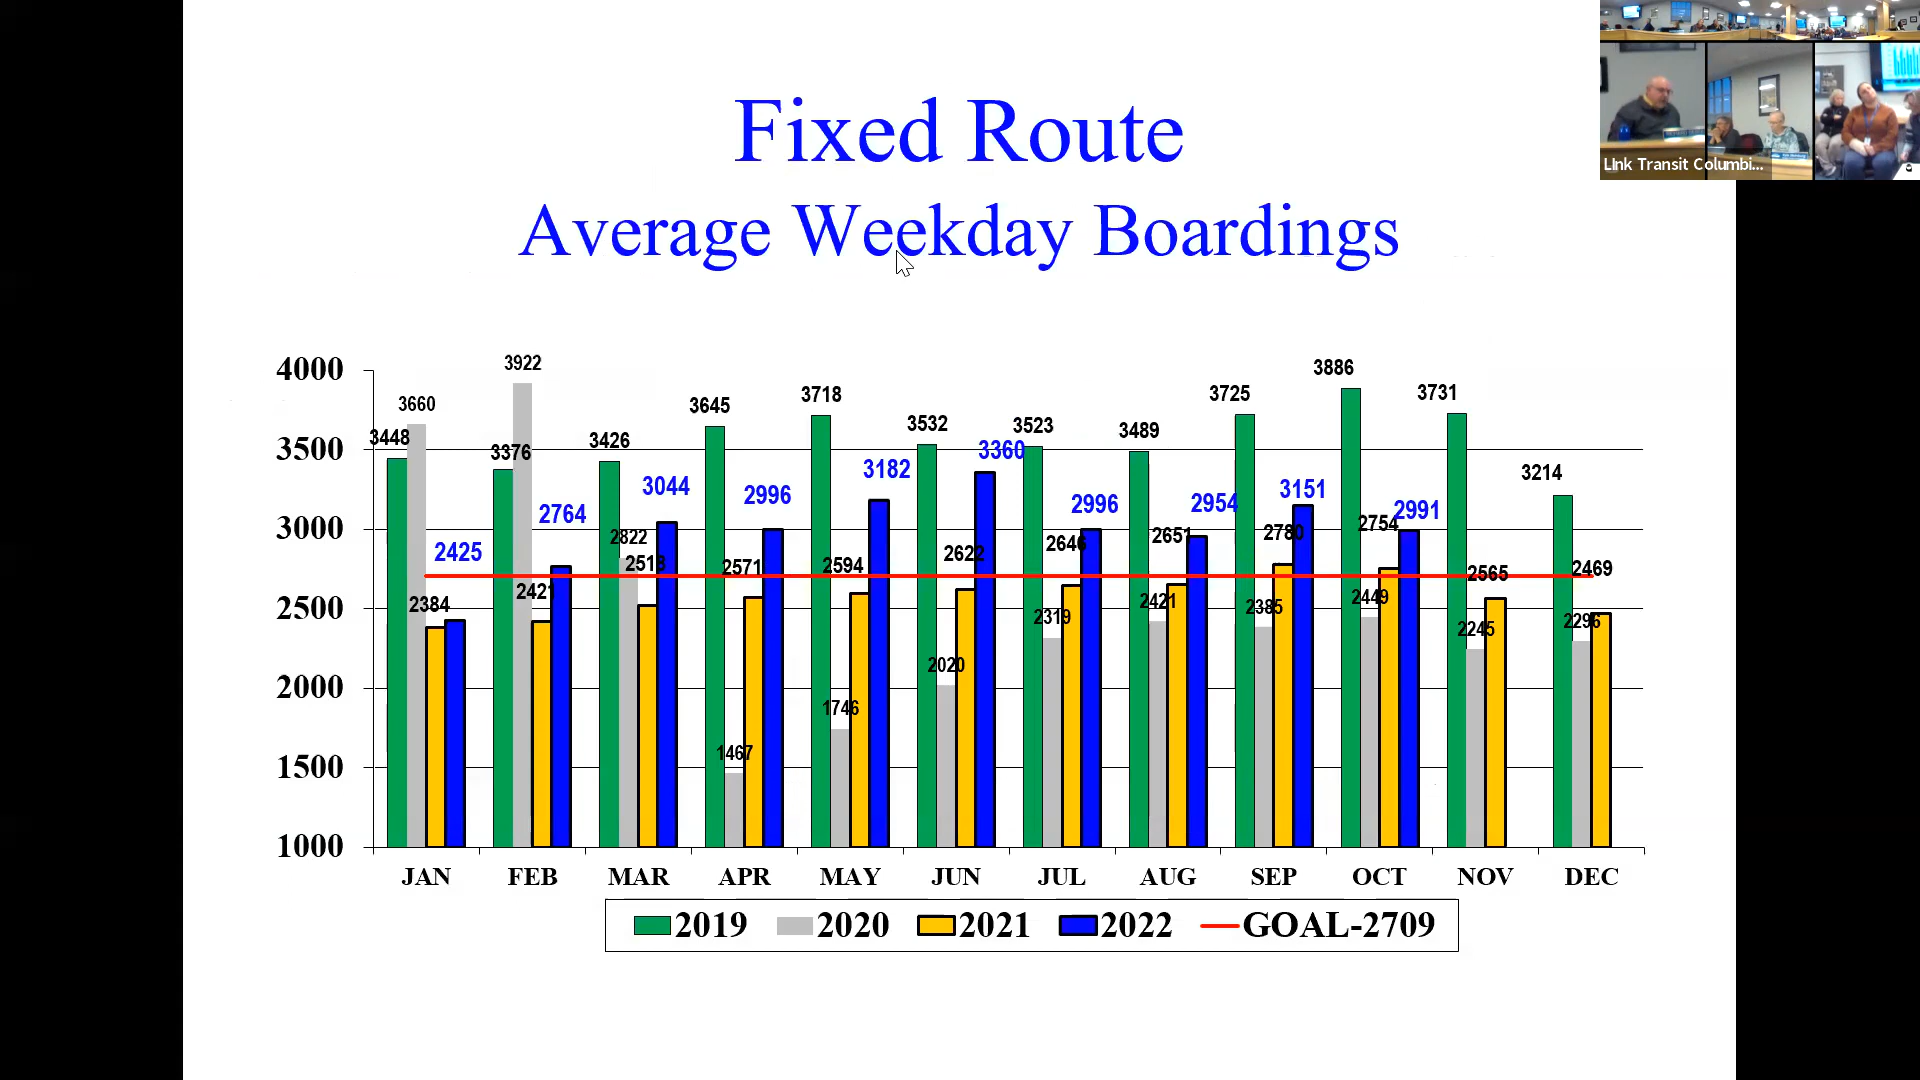 Fixed Route
Average Weekday Boardings
LInk Transit Columbi...
4000
3500
3000
2500
2000
1500
1000
3448 3660 2384 2425
3376 3922 2421 2764
3426 2822 2518 3044
3645 1467 2571 2996
3718 1746 2594 3182
3532 2020 2622 3360
3523 2319 2646 2996
3489 2421 2651 2954
3725 2385 2780 3151
3886 2449 2754 2991
3731 2245 2565
3214 2296 2469
JAN FEB MAR APR MAY JUN JUL AUG SEP OCT NOV DEC
2019 2020 2021 2022 GOAL-2709